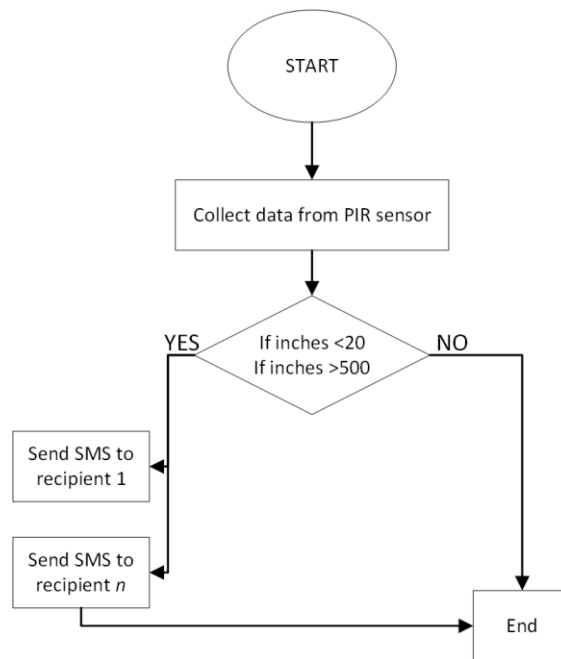 START
Collect data from PIR sensor
If inches <20
If inches >500
YES
NO
Send SMS to
recipient 1
Send SMS to
recipient n
End